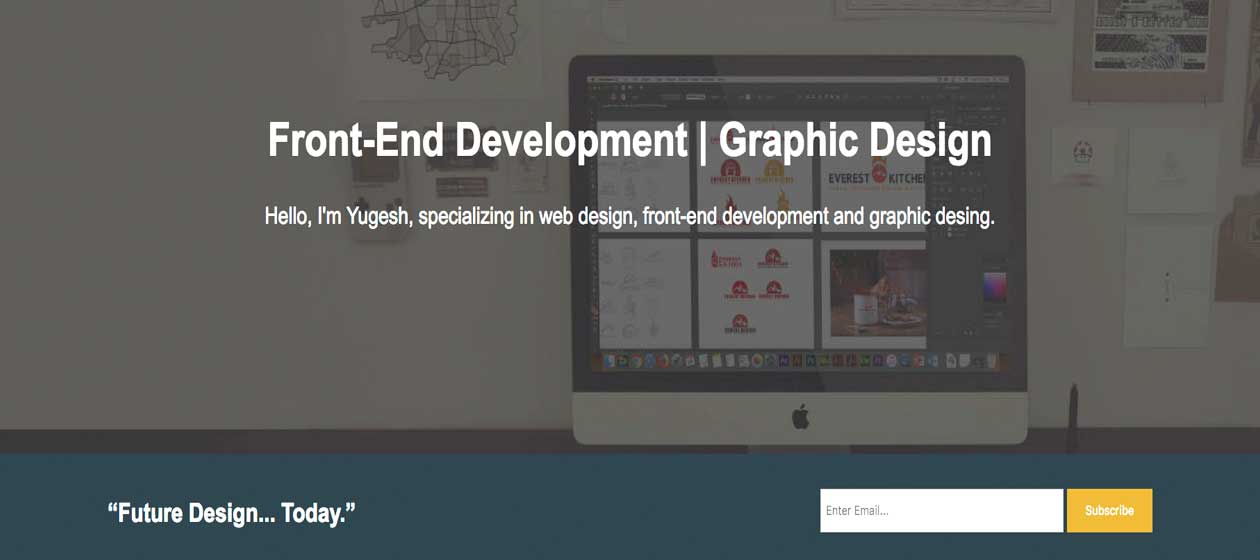 Front-End Development | Graphic Design
Hello, I'm Yugesh, specializing in web design, front-end development and graphic desing.
EVEREST KITCHEN
“Future Design... Today.”
Enter Email...
Subscribe